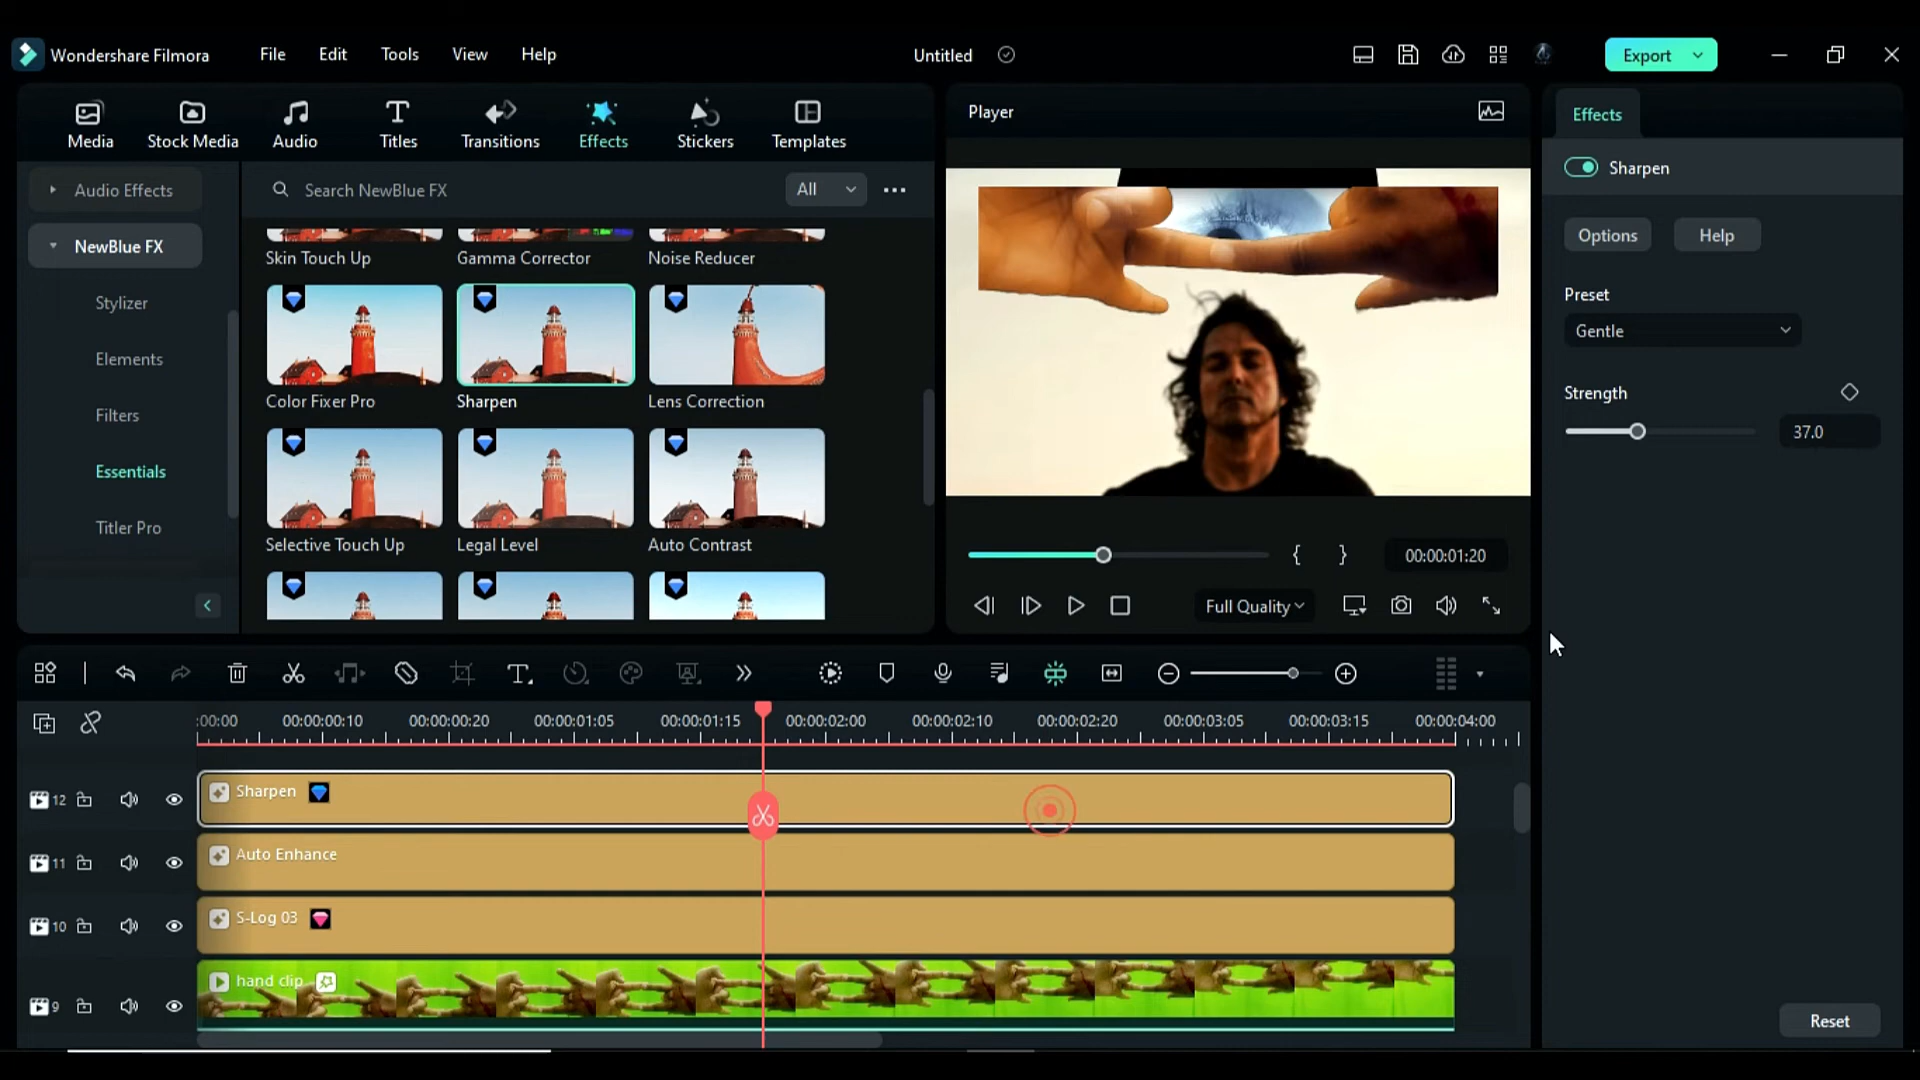 Wondershare Filmora File Edit Tools View Help Untitled Export
Media Stock Media Audio Titles Transitions Effects Stickers Templates
Audio Effects
NewBlue FX
Stylizer
Elements
Filters
Essentials
Titler Pro
Search NewBlue FX All
Skin Touch Up Gamma Corrector Noise Reducer
Color Fixer Pro Sharpen Lens Correction
Selective Touch Up Legal Level Auto Contrast
Player
00:00:01:20
Full Quality
Effects
Sharpen
Options Help
Preset
Gentle
Strength
37.0
Reset
:00:00 00:00:00:10 00:00:00:20 00:00:01:05 00:00:01:15 00:00:02:00 00:00:02:10 00:00:02:20 00:00:03:05 00:00:03:15 00:00:04:00
12 Sharpen
11 Auto Enhance
10 S-Log 03
9 hand clip